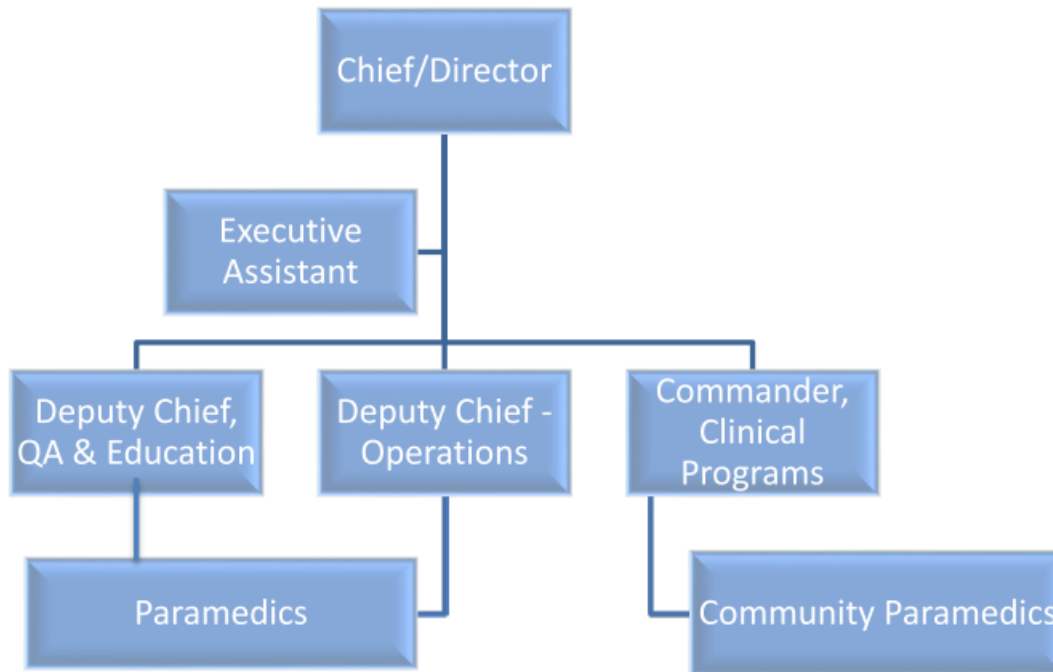 Chief/Director
Executive
Assistant
Deputy Chief,
QA & Education
Deputy Chief -
Operations
Commander,
Clinical
Programs
Paramedics
Community Paramedics